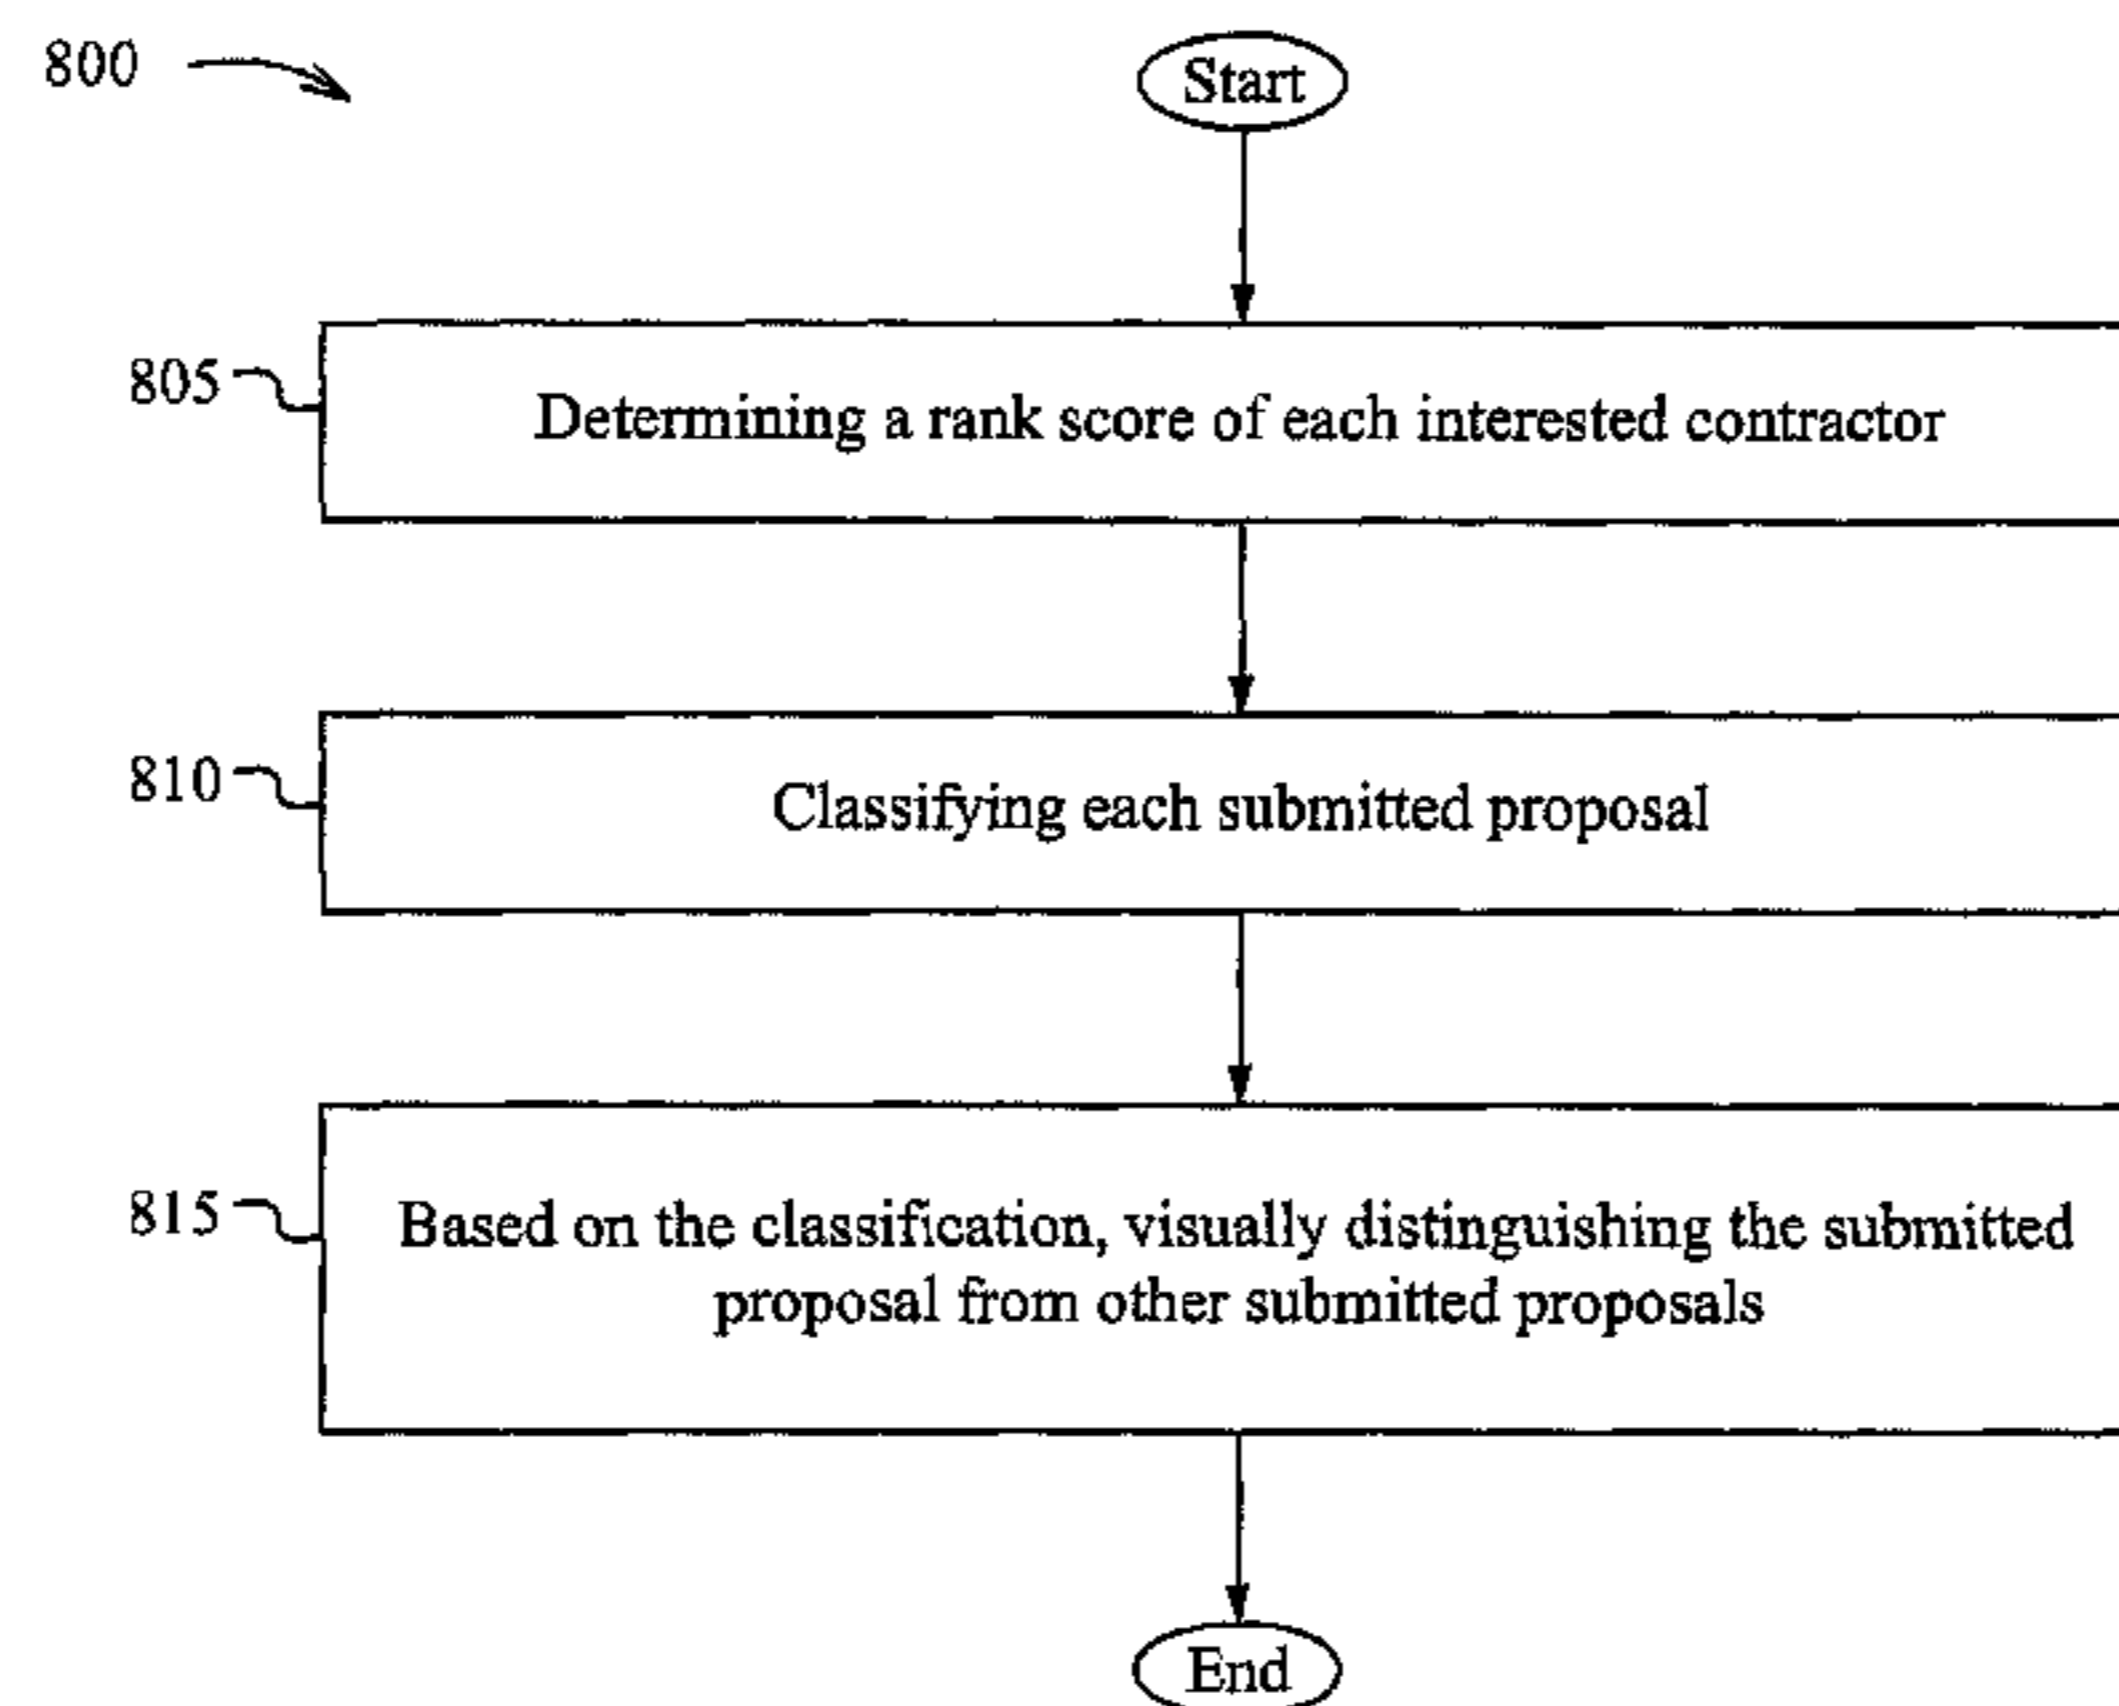 800
Start
805
Determining a rank score of each interested contractor
810
Classifying each submitted proposal
815
Based on the classification, visually distinguishing the submitted
proposal from other submitted proposals
End